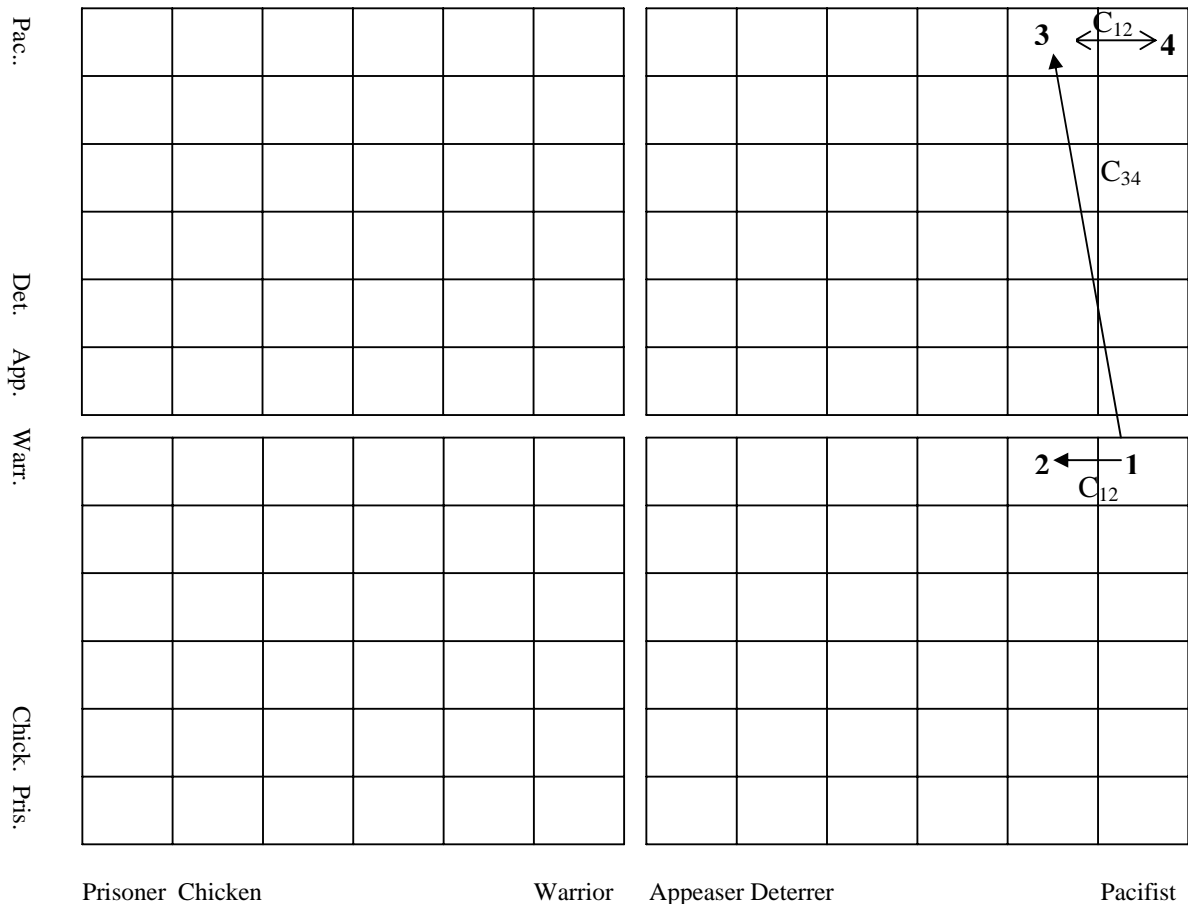 Pac..
3
C12
4
C34
Det.
App.
Warr.
2
1
C12
Chick.
Pris.
Prisoner Chicken Warrior Appeaser Deterrer Pacifist